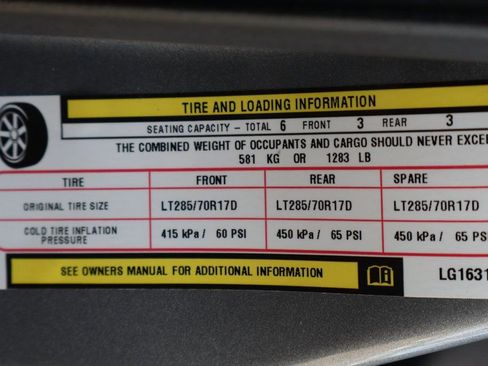 TIRE AND LOADING INFORMATION
SEATING CAPACITY – TOTAL 6 FRONT 3 REAR 3
THE COMBINED WEIGHT OF OCCUPANTS AND CARGO SHOULD NEVER EXCE
581 KG OR 1283 LB
TIRE FRONT REAR SPARE
ORIGINAL TIRE SIZE LT285/70R17D LT285/70R17D LT285/70R17D
COLD TIRE INFLATION PRESSURE 415 kPa / 60 PSI 450 kPa / 65 PSI 450 kPa / 65 PS
SEE OWNERS MANUAL FOR ADDITIONAL INFORMATION LG1631